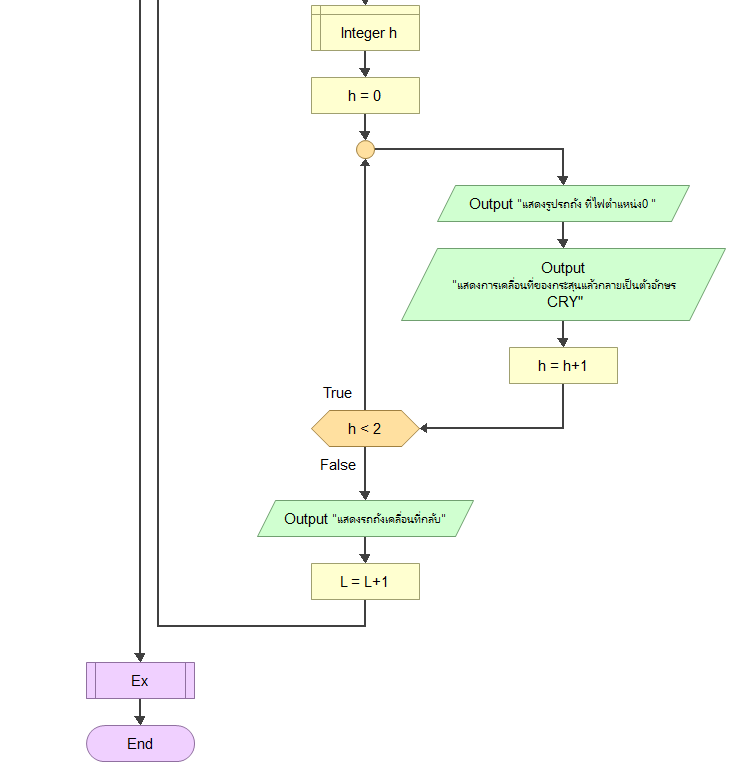 Integer h
h = 0
Output "แสดงรูปรถถัง ที่ไฟตำแหน่ง0 "
Output
"แสดงการเคลื่อนที่ของกระสุนแล้วกลายเป็นตัวอักษร
CRY"
h = h+1
True
h < 2
False
Output "แสดงรถถังเคลื่อนที่กลับ"
L = L+1
Ex
End